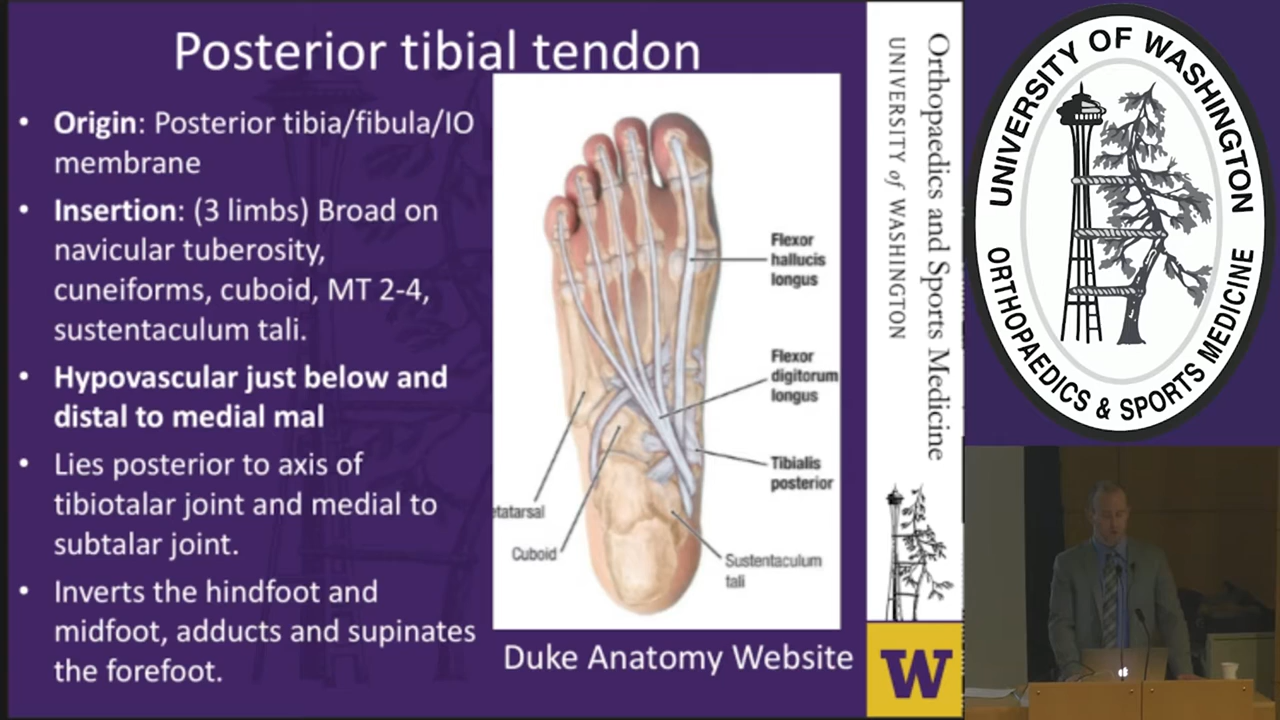 Posterior tibial tendon
• Origin: Posterior tibia/fibula/IO
membrane
• Insertion: (3 limbs) Broad on
navicular tuberosity,
cuneiforms, cuboid, MT 2-4,
sustentaculum tali.
• Hypovascular just below and
distal to medial mal
• Lies posterior to axis of
tibiotalar joint and medial to
subtalar joint.
• Inverts the hindfoot and
midfoot, adducts and supinates
the forefoot.
Flexor
hallucis
longus
Flexor
digitorum
longus
Tibialis
posterior
etatarsal
Cuboid
Sustentaculum
tali
Duke Anatomy Website
Orthopaedics and Sports Medicine
UNIVERSITY of WASHINGTON
W
UNIVERSITY OF WASHINGTON
ORTHOPAEDICS & SPORTS MEDICINE